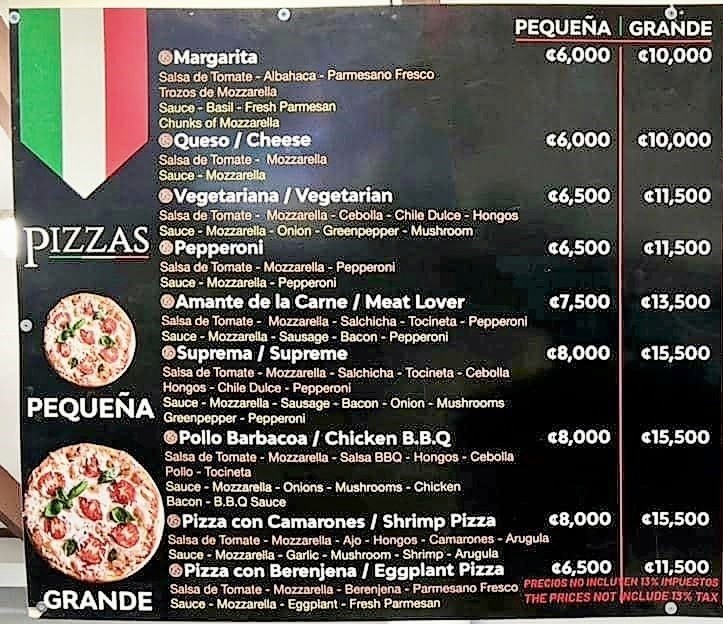 PEQUEÑA | GRANDE
Margarita ¢6,000 ¢10,000
Salsa de Tomate - Albahaca - Parmesano Fresco
Trozos de Mozzarella
Sauce - Basil - Fresh Parmesan
Chunks of Mozzarella
Queso / Cheese ¢6,000 ¢10,000
Salsa de Tomate - Mozzarella
Sauce - Mozzarella
Vegetariana / Vegetarian ¢6,500 ¢11,500
Salsa de Tomate - Mozzarella - Cebolla - Chile Dulce - Hongos
Sauce - Mozzarella - Onion - Greenpepper - Mushroom
PIZZAS
Pepperoni ¢6,500 ¢11,500
Salsa de Tomate - Mozzarella - Pepperoni
Sauce - Mozzarella - Pepperoni
Amante de la Carne / Meat Lover ¢7,500 ¢13,500
Salsa de Tomate - Mozzarella - Salchicha - Tocineta - Pepperoni
Sauce - Mozzarella - Sausage - Bacon - Pepperoni
Suprema / Supreme ¢8,000 ¢15,500
Salsa de Tomate - Mozzarella - Salchicha - Tocineta - Cebolla
Hongos - Chile Dulce - Pepperoni
Sauce - Mozzarella - Sausage - Bacon - Onion - Mushrooms
Greenpepper - Pepperoni
PEQUEÑA
Pollo Barbacoa / Chicken B.B.Q ¢8,000 ¢15,500
Salsa de Tomate - Mozzarella - Salsa BBQ - Hongos - Cebolla
Pollo - Tocineta
Sauce - Mozzarella - Onions - Mushrooms - Chicken
Bacon - B.B.Q Sauce
Pizza con Camarones / Shrimp Pizza ¢8,000 ¢15,500
Salsa de Tomate - Mozzarella - Ajo - Hongos - Camarones - Arugula
Sauce - Mozzarella - Garlic - Mushroom - Shrimp - Arugula
Pizza con Berenjena / Eggplant Pizza ¢6,500 ¢11,500
Salsa de Tomate - Mozzarella - Berenjena - Parmesano Fresco
Sauce - Mozzarella - Eggplant - Fresh Parmesan
PRECIOS NO INCLUYEN 13% IMPUESTOS
THE PRICES NOT INCLUDE 13% TAX
GRANDE